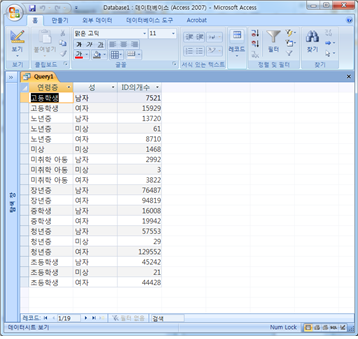 Database1 : 데이터베이스 (Access 2007) - Microsoft Access
홈 만들기 외부 데이터 데이터베이스 도구 Acrobat
보기 붙여넣기 맑은 고딕 11 레코드 필터 찾기
보기 클립보드 글꼴 서식 있는 텍스트 정렬 및 필터 찾기
Query1
연령층 성 ID의개수
고등학생 남자 7521
고등학생 여자 15929
노년층 남자 13720
노년층 미상 61
노년층 여자 8710
미상 미상 1468
미취학 아동 남자 2992
미취학 아동 미상 3
미취학 아동 여자 3822
장년층 남자 76487
장년층 여자 94819
중학생 남자 16008
중학생 여자 19942
청년층 남자 57553
청년층 미상 29
청년층 여자 129552
초등학생 남자 45242
초등학생 미상 21
초등학생 여자 44428
탐색 창
레코드: 1/19 필터 없음 검색
데이터시트 보기 Num Lock